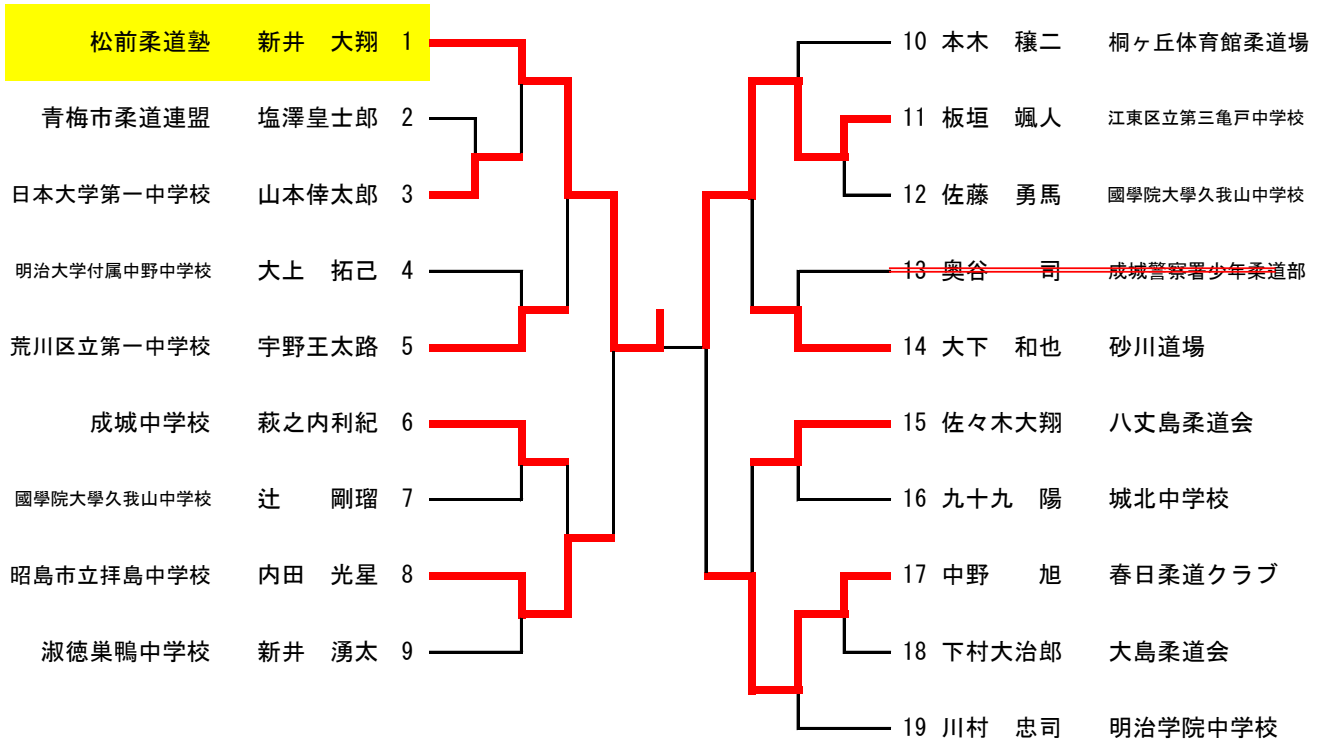 松前柔道塾 新井 大翔 1
青梅市柔道連盟 塩澤皇士郎 2
日本大学第一中学校 山本倖太郎 3
明治大学付属中野中学校 大上 拓己 4
荒川区立第一中学校 宇野王太路 5
成城中学校 萩之内利紀 6
國學院大學久我山中学校 辻 剛瑠 7
昭島市立拝島中学校 内田 光星 8
淑徳巣鴨中学校 新井 湧太 9
10 本木 穣二 桐ヶ丘体育館柔道場
11 板垣 颯人 江東区立第三亀戸中学校
12 佐藤 勇馬 國學院大學久我山中学校
13 奥谷 司 成城警察署少年柔道部
14 大下 和也 砂川道場
15 佐々木大翔 八丈島柔道会
16 九十九 陽 城北中学校
17 中野 旭 春日柔道クラブ
18 下村大治郎 大島柔道会
19 川村 忠司 明治学院中学校